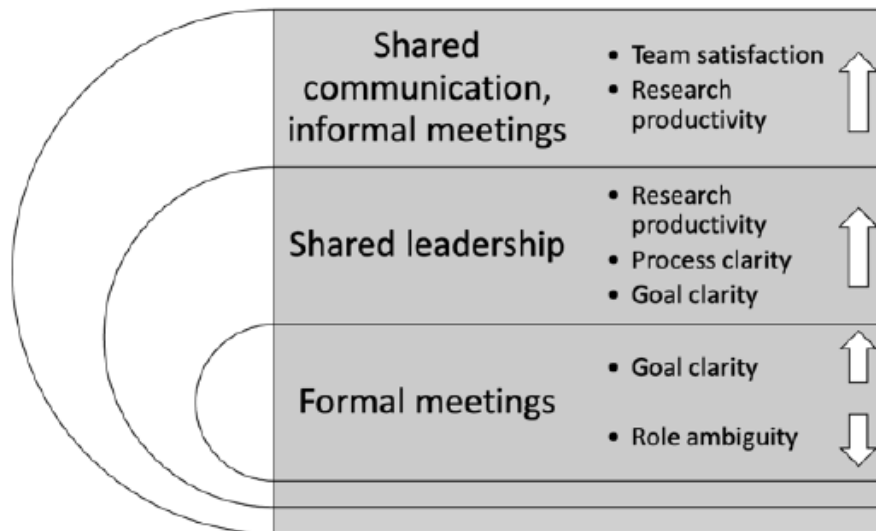 Shared
communication,
informal meetings
• Team satisfaction
• Research
productivity
Shared leadership
• Research
productivity
• Process clarity
• Goal clarity
Formal meetings
• Goal clarity
• Role ambiguity